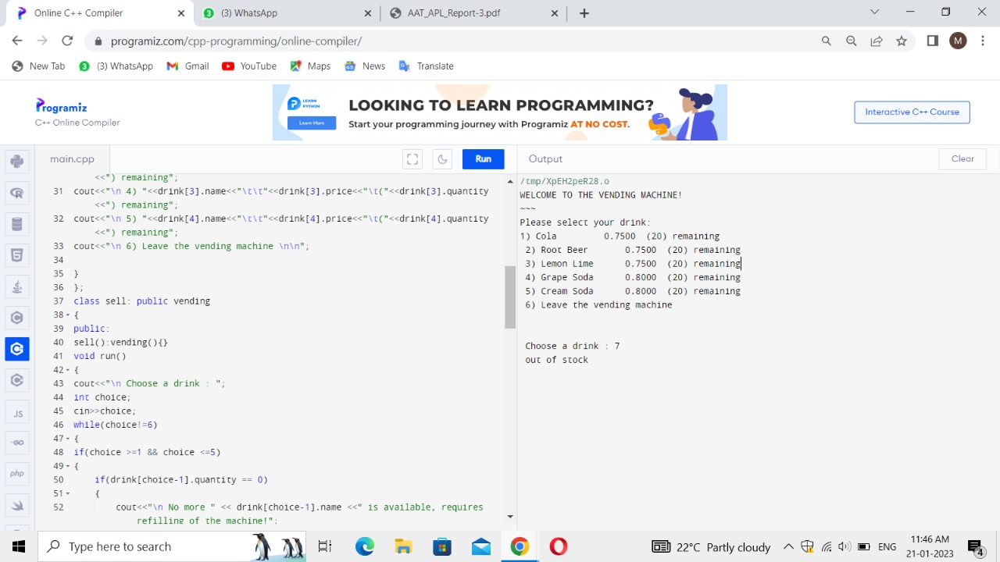 Online C++ Compiler
(3) WhatsApp
AAT_APL_Report-3.pdf
programiz.com/cpp-programming/online-compiler/
M
New Tab
3
(3) WhatsApp
Gmail
YouTube
Maps
News
Translate
Programiz
C++ Online Compiler
LEARN
PYTHON
Learn More
LOOKING TO LEARN PROGRAMMING?
Start your programming journey with Programiz AT NO COST.
Interactive C++ Course
main.cpp
Run
Output
Clear
<<") remaining";
31 cout<<"\n 4) "<<drink[3].name<<"\t\t"<<drink[3].price<<"\t("<<drink[3].quantity
<<") remaining";
32 cout<<"\n 5) "<<drink[4].name<<"\t\t"<<drink[4].price<<"\t("<<drink[4].quantity
<<") remaining";
33 cout<<"\n 6) Leave the vending machine \n\n";
34
35 }
36 };
37 class sell: public vending
38 {
39 public:
40 sell():vending(){}
41 void run()
42 {
43 cout<<"\n Choose a drink : ";
44 int choice;
45 cin>>choice;
46 while(choice!=6)
47 {
48 if(choice >=1 && choice <=5)
49 {
50 if(drink[choice-1].quantity == 0)
51 {
52 cout<<"\n No more " << drink[choice-1].name <<" is available, requires
refilling of the machine!";
JS
GO
php
/tmp/XpEH2peR28.o
WELCOME TO THE VENDING MACHINE!
~~~
Please select your drink:
1) Cola 0.7500 (20) remaining
2) Root Beer 0.7500 (20) remaining
3) Lemon Lime 0.7500 (20) remaining
4) Grape Soda 0.8000 (20) remaining
5) Cream Soda 0.8000 (20) remaining
6) Leave the vending machine
Choose a drink : 7
out of stock
Type here to search
22°C Partly cloudy
ENG
11:46 AM
21-01-2023
4